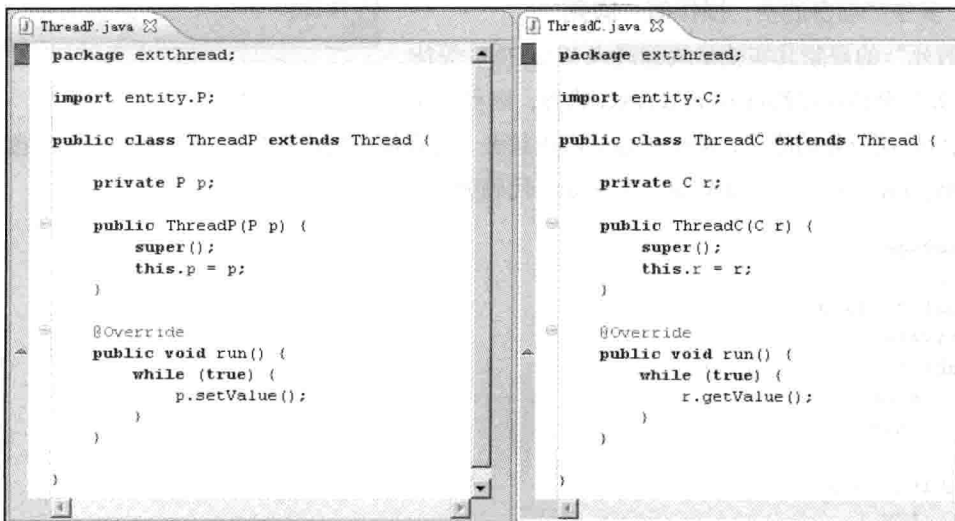 ThreadP.java
package extthread;
import entity.P;
public class ThreadP extends Thread {
private P p;
public ThreadP(P p) {
super();
this.p = p;
}
@Override
public void run() {
while (true) {
p.setValue();
}
}
}
ThreadC.java
package extthread;
import entity.C;
public class ThreadC extends Thread {
private C r;
public ThreadC(C r) {
super();
this.r = r;
}
@Override
public void run() {
while (true) {
r.getValue();
}
}
}